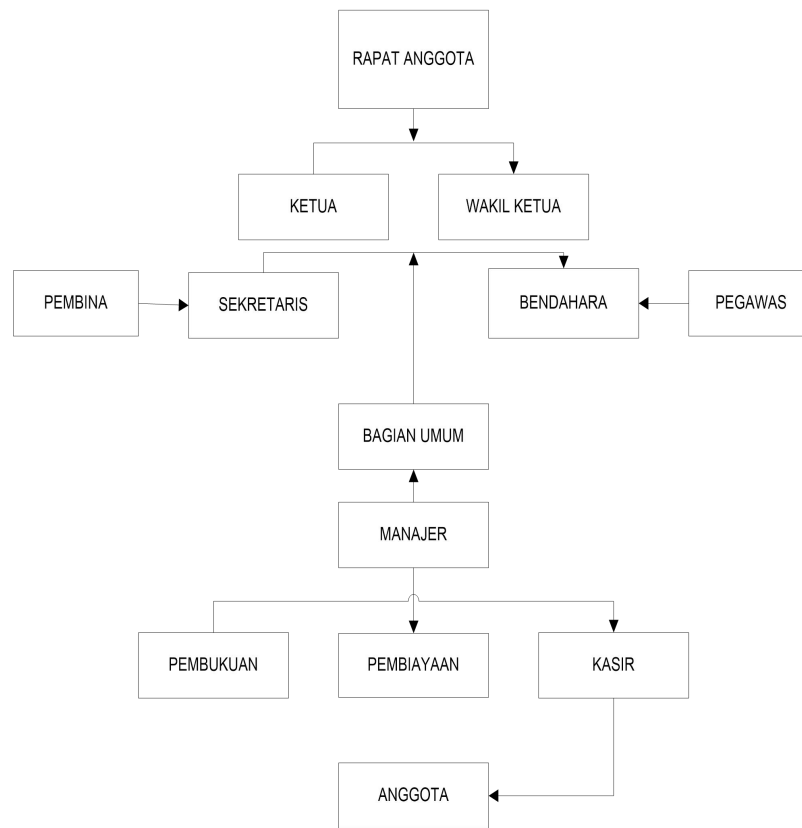 RAPAT ANGGOTA
KETUA
WAKIL KETUA
PEMBINA
SEKRETARIS
BENDAHARA
PEGAWAS
BAGIAN UMUM
MANAJER
PEMBUKUAN
PEMBIAYAAN
KASIR
ANGGOTA